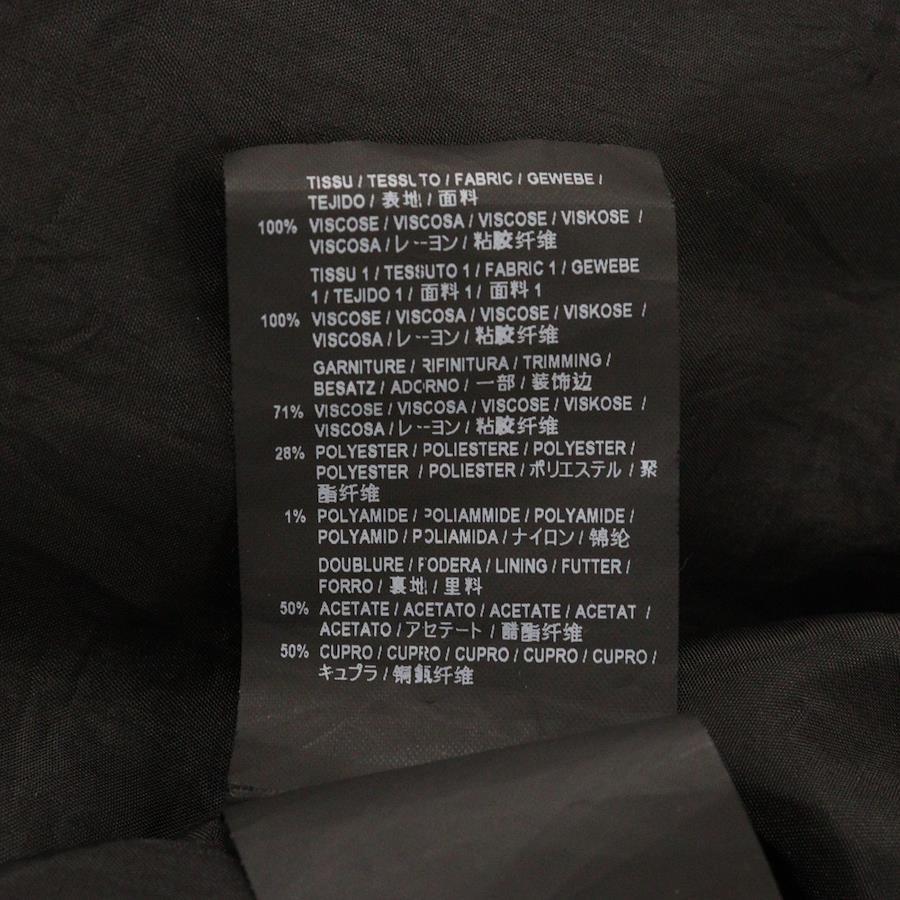 TISSU / TESSUTO / FABRIC / GEWEBE /
TEJIDO / 表地 / 面料
100% VISCOSE / VISCOSA / VISCOSE / VISKOSE /
VISCOSA / レーヨン / 粘胶纤维
TISSU 1 / TESSUTO 1 / FABRIC 1 / GEWEBE
1 / TEJIDO 1 / 面料 1 / 面料 1
100% VISCOSE / VISCOSA / VISCOSE / VISKOSE /
VISCOSA / レーヨン / 粘胶纤维
GARNITURE / RIFINITURA / TRIMMING /
BESATZ / ADORNO / 一部 / 装饰边
71% VISCOSE / VISCOSA / VISCOSE / VISKOSE /
VISCOSA / レーヨン / 粘胶纤维
28% POLYESTER / POLIESTERE / POLYESTER /
POLYESTER / POLIESTER / ポリエステル / 聚
酯纤维
1% POLYAMIDE / POLIAMMIDE / POLYAMIDE /
POLYAMID / POLIAMIDA / ナイロン / 锦纶
DOUBLURE / FODERA / LINING / FUTTER /
FORRO / 裏地 / 里料
50% ACETATE / ACETATO / ACETATE / ACETAT /
ACETATO / アセテート / 醋酯纤维
50% CUPRO / CUPRO / CUPRO / CUPRO / CUPRO /
キュプラ / 铜氨纤维